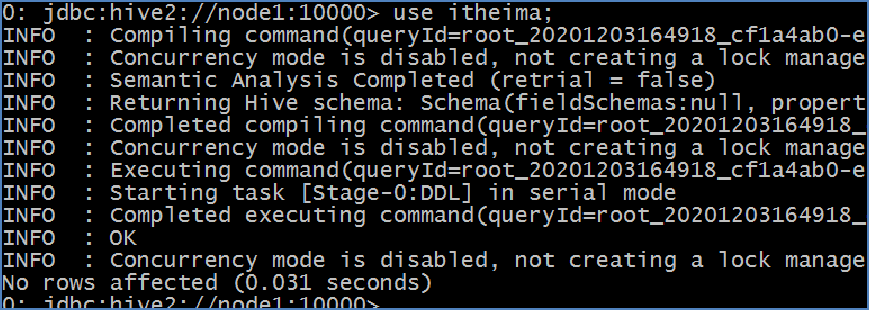 0: jdbc:hive2://node1:10000> use itheima;
INFO  : Compiling command(queryId=root_20201203164918_cf1a4ab0-e
INFO  : Concurrency mode is disabled, not creating a lock manage
INFO  : Semantic Analysis Completed (retrial = false)
INFO  : Returning Hive schema: Schema(fieldSchemas:null, propert
INFO  : Completed compiling command(queryId=root_20201203164918_
INFO  : Concurrency mode is disabled, not creating a lock manage
INFO  : Executing command(queryId=root_20201203164918_cf1a4ab0-e
INFO  : Starting task [Stage-0:DDL] in serial mode
INFO  : Completed executing command(queryId=root_20201203164918_
INFO  : OK
INFO  : Concurrency mode is disabled, not creating a lock manage
No rows affected (0.031 seconds)
0: jdbc:hive2://node1:10000>